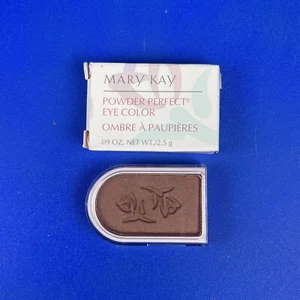 MARY KAY
POWDER PERFECT®
EYE COLOR
OMBRE À PAUPIÈRES
.09 OZ. NET WT./2.5 g